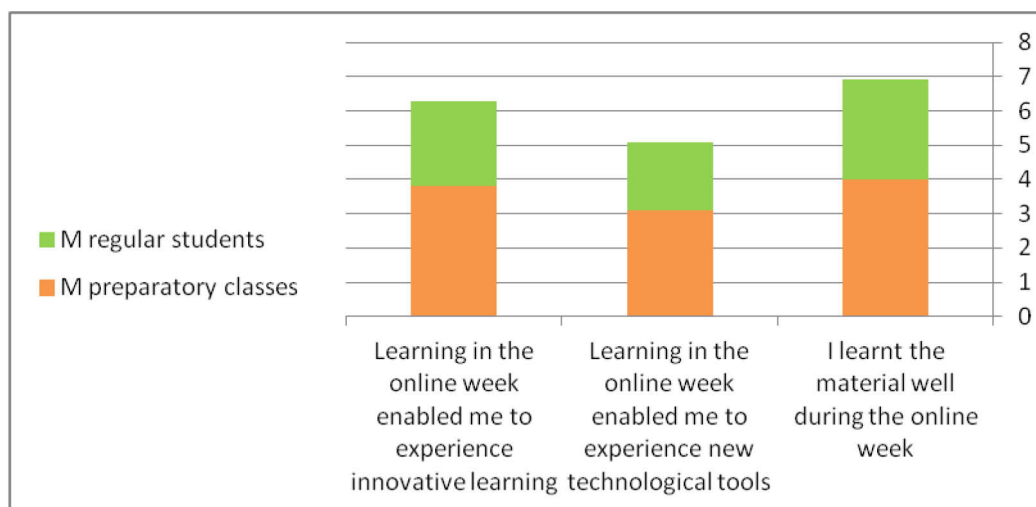 8
7
6
5
4
3
2
1
0
M regular students
M preparatory classes
Learning in the
online week
enabled me to
experience
innovative learning
Learning in the
online week
enabled me to
experience new
technological tools
I learnt the
material well
during the online
week